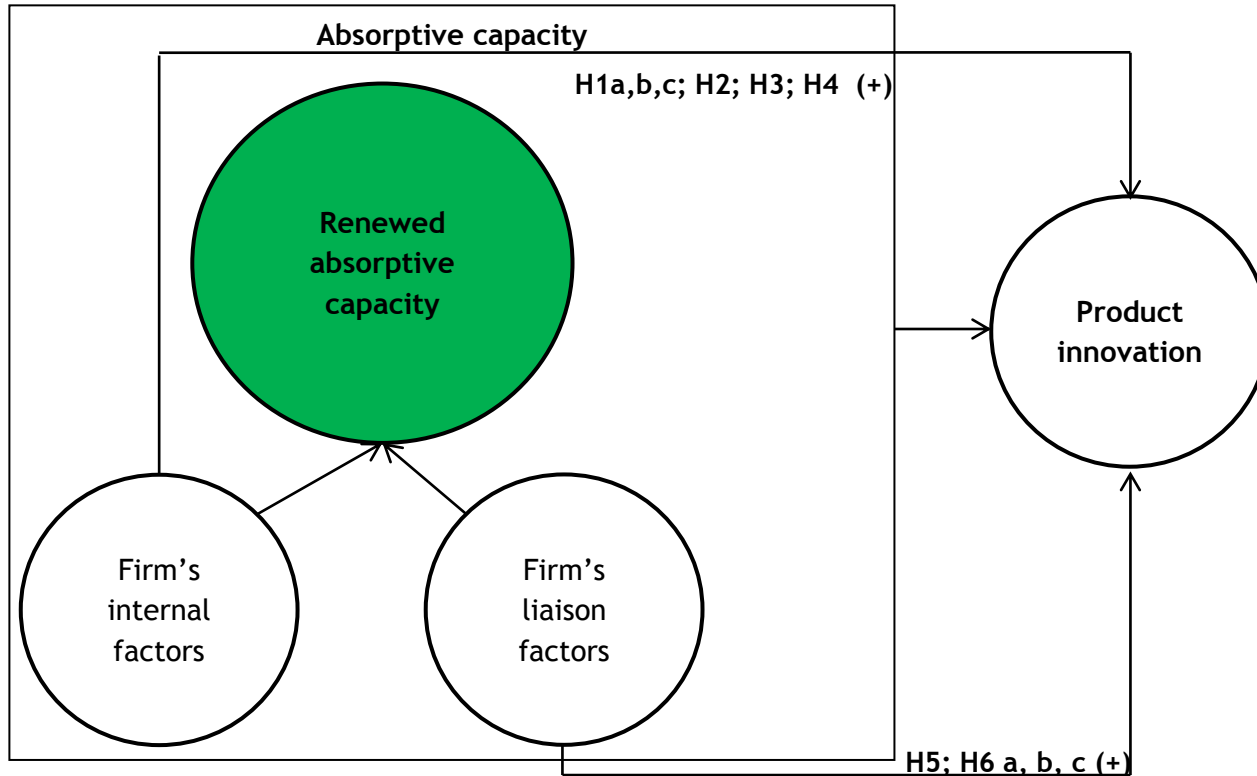 Absorptive capacity
H1a,b,c; H2; H3; H4 (+)
Renewed
absorptive
capacity
Product
innovation
Firm’s
internal
factors
Firm’s
liaison
factors
H5; H6 a, b, c (+)